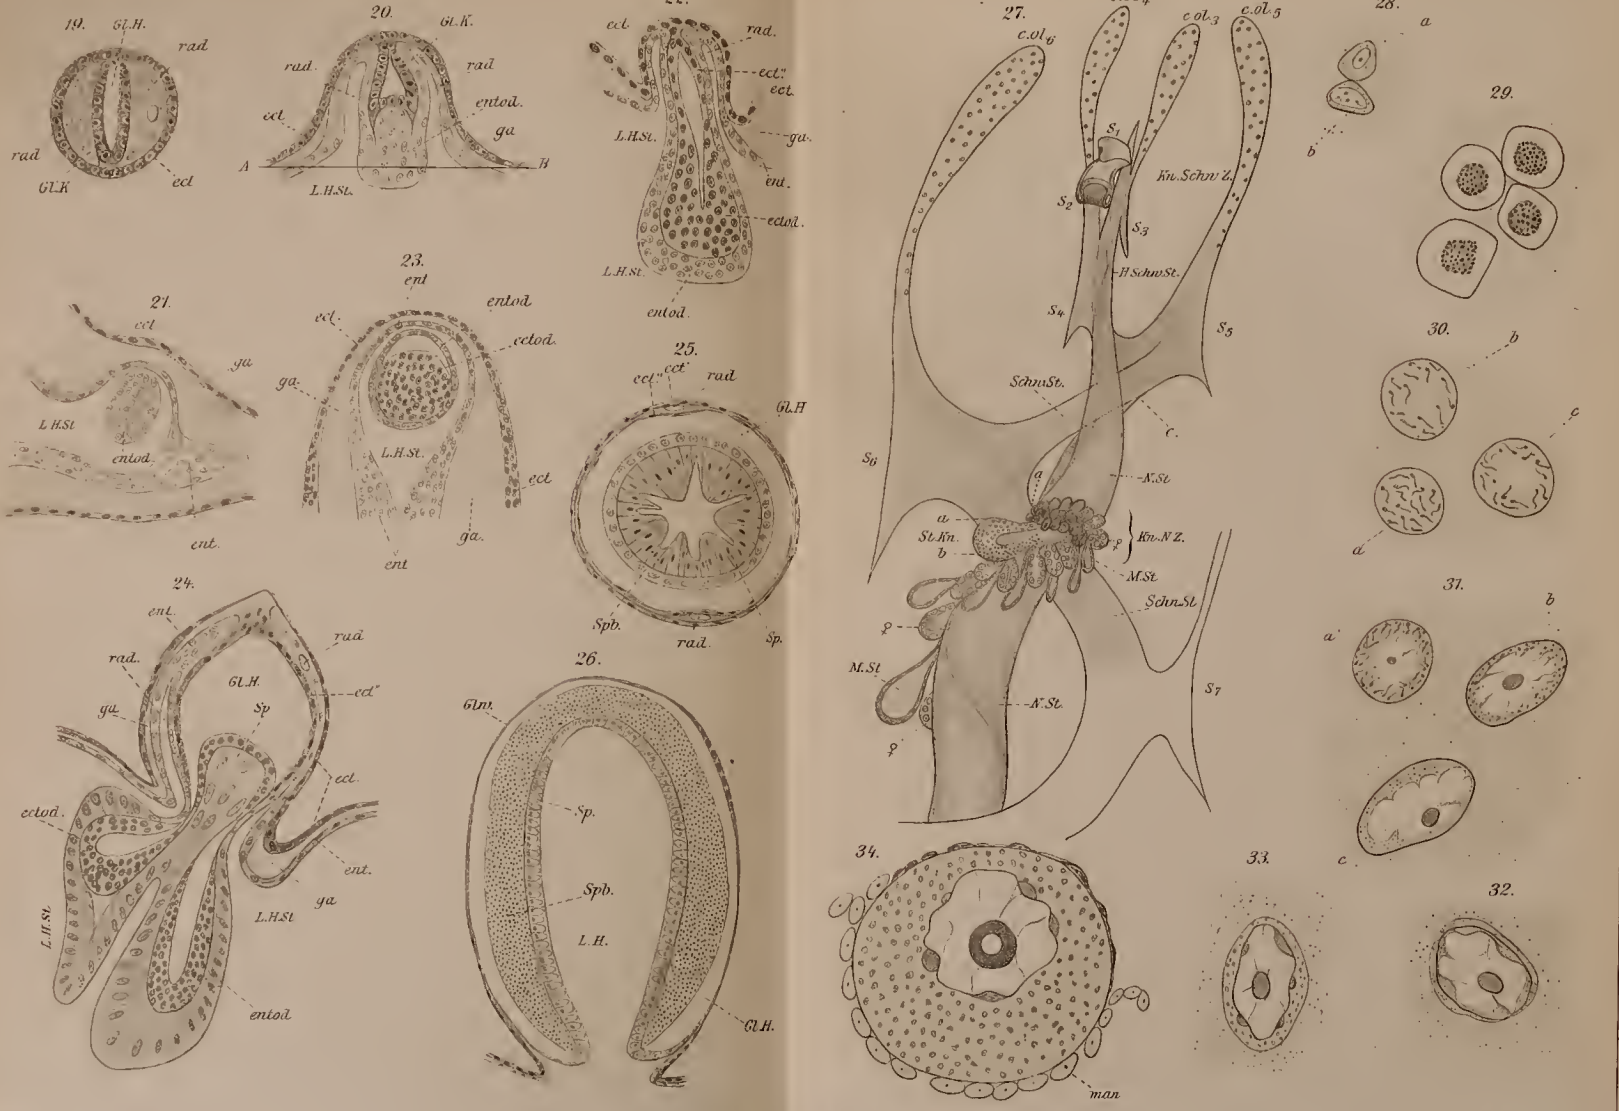 19.
Gl.H.
rad
rad
Gl.K
ect
20.
Gl.K.
rad.
rad
entod.
ect
ga
A
B
L.H.St.
22.
ect
rad.
ect."
ect.
L.H.St.
ga.
ent.
ectod.
L.H.St.
entod.
21.
ect
ga
L.H.St
entod.
ent.
23.
ent
entod
ect.
ectod.
ga.
L.H.St.
ect
ga.
ent
25.
ect."
ect'
rad
Gl.H
Spb.
rad.
Sp.
24.
ent.
rad
rad.
Gl.H.
ect"
ga
Sp
ect.
ectod.
ent.
L.H.St.
L.H.St
ga
entod
26.
Glw.
Sp.
Spb.
L.H.
Gl.H.
27.
c.ol6
c.ol.3
c.ol.5
S1
Kn.Schw.Z.
S2
S3
H.Schw.St.
S4
S5
Schw.St.
c.
S6
a
N.St
a
St.Kn.
b
♀
Kn.N.Z.
M.St
Schn.St
♀
M.St
S7
N.St.
♀
28.
a
b
29.
30.
b
c
d
31.
a
b
c
34.
man
33.
32.